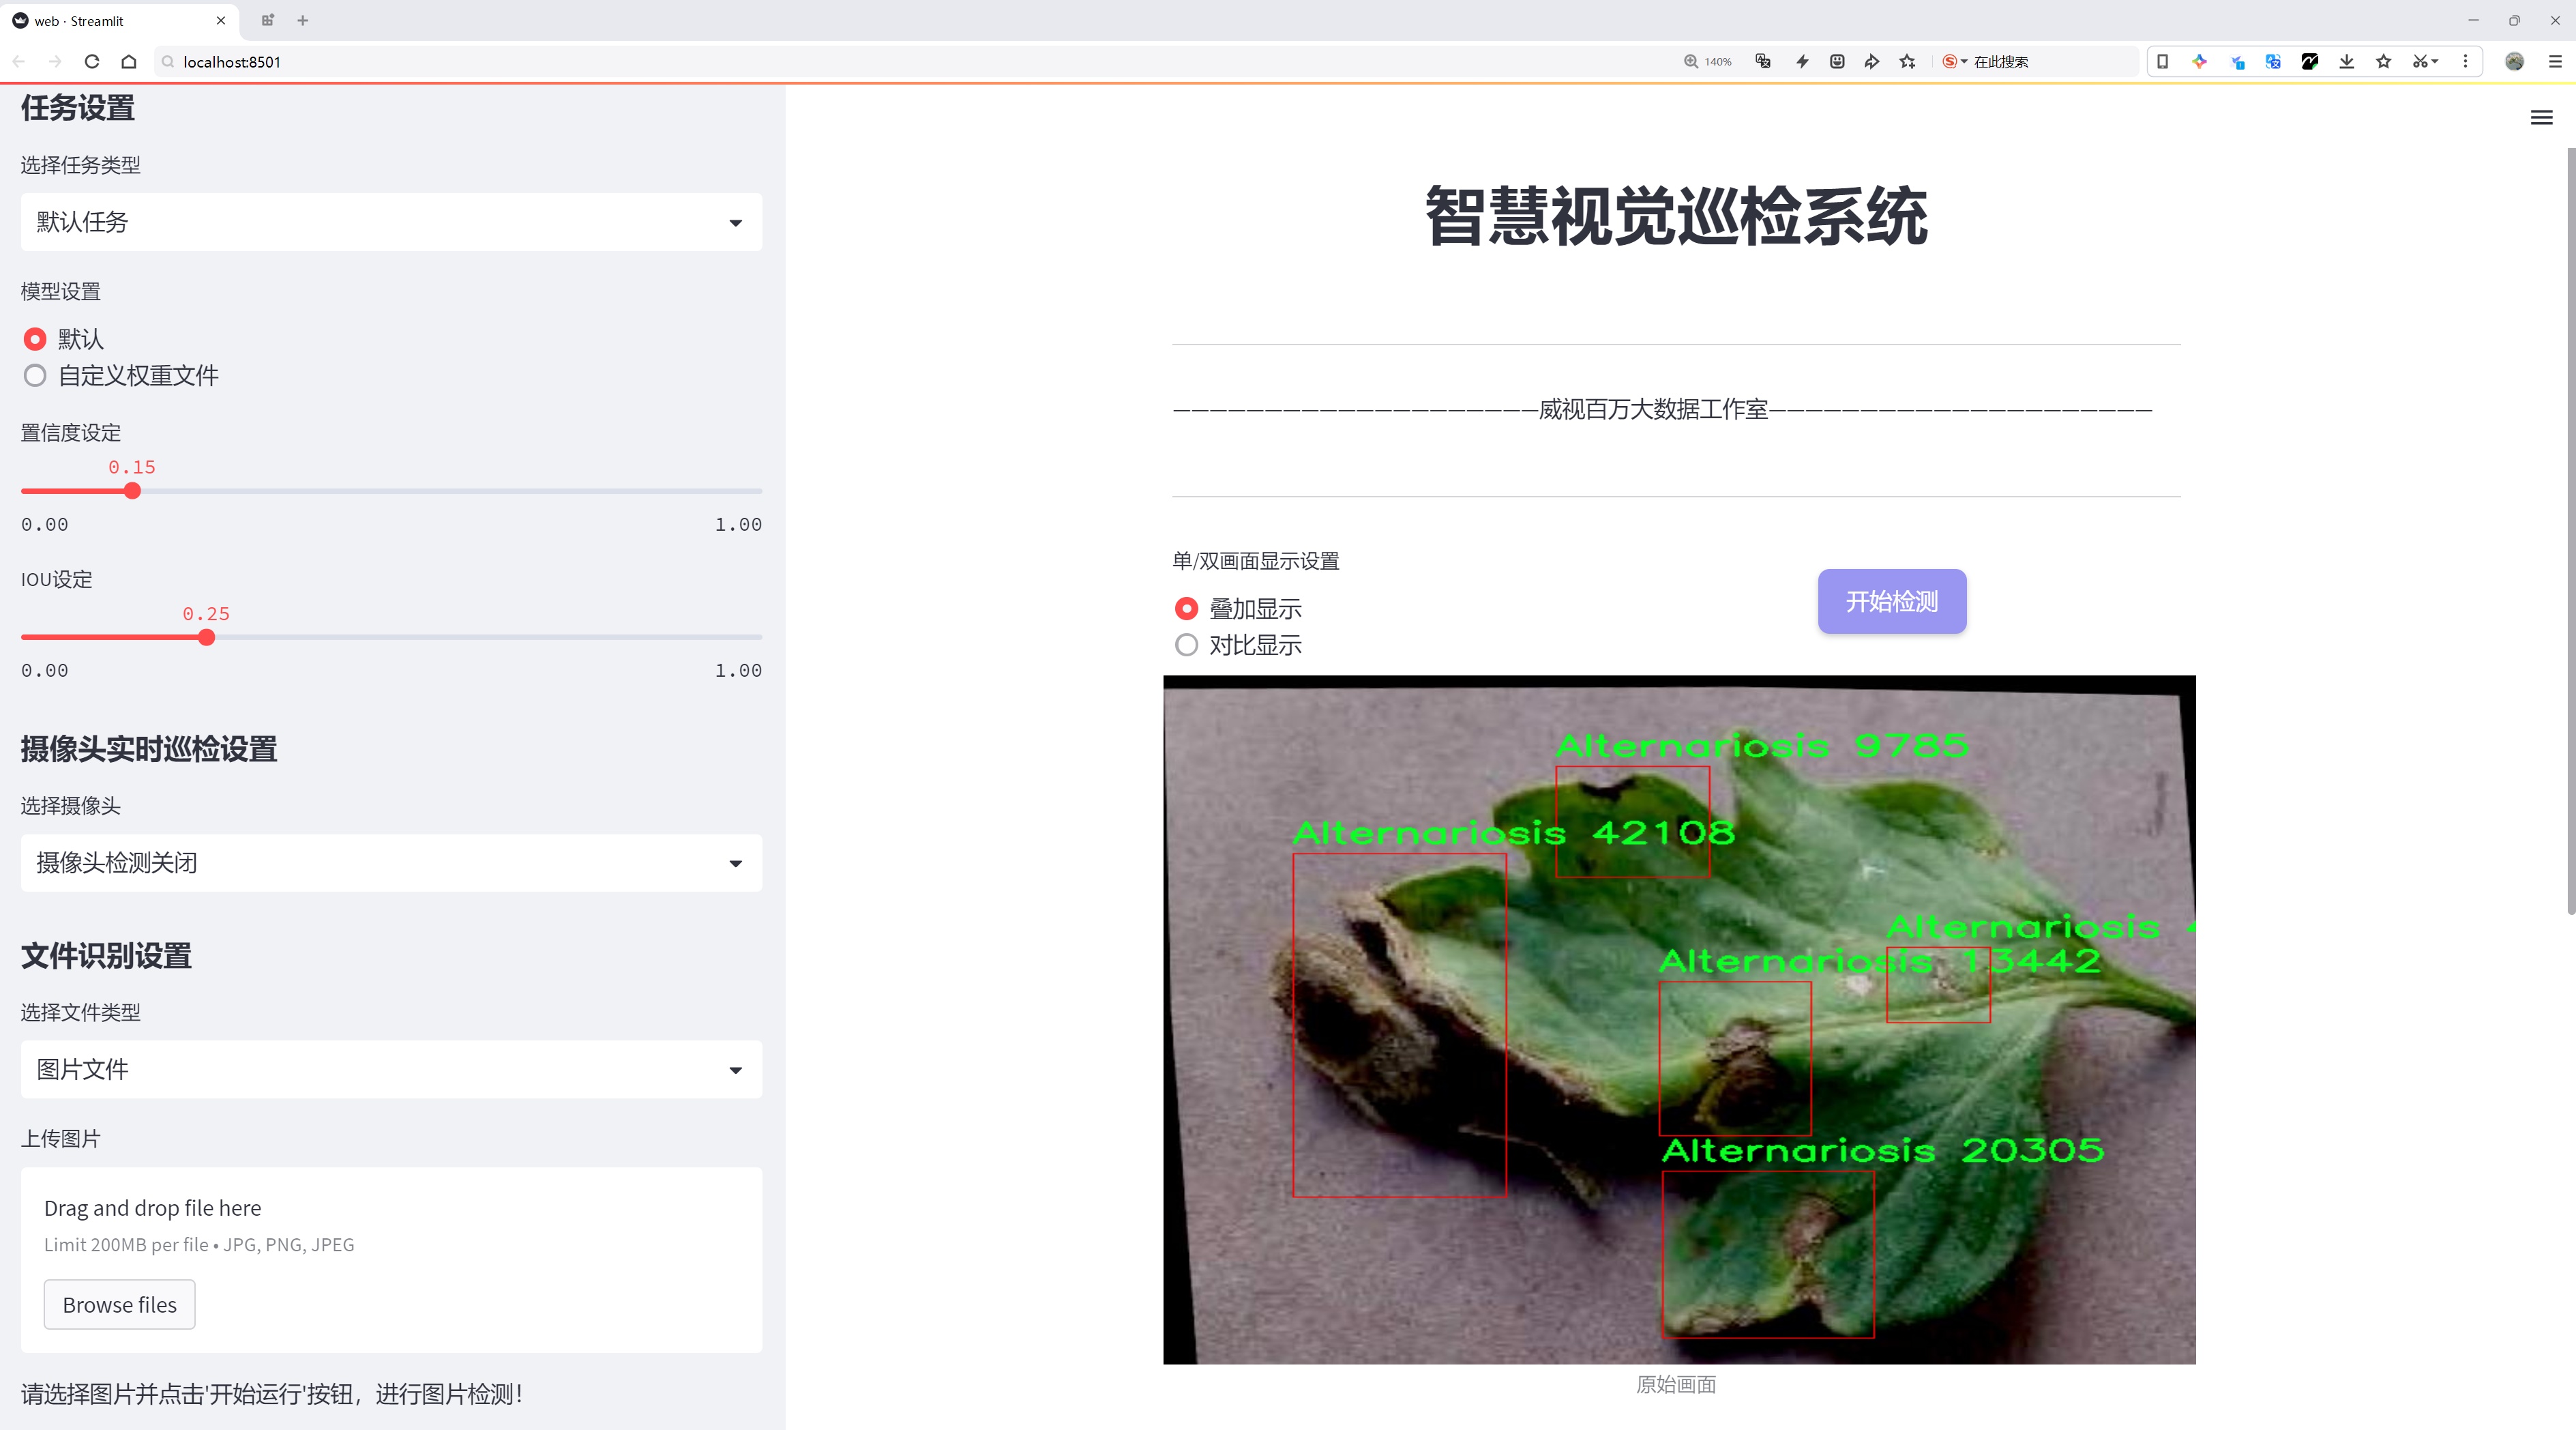 web · Streamlit
localhost:8501
140%
在此搜索
任务设置
选择任务类型
默认任务
模型设置
默认
自定义权重文件
置信度设定
0.15
0.00 1.00
IOU设定
0.25
0.00 1.00
摄像头实时巡检设置
选择摄像头
摄像头检测关闭
文件识别设置
选择文件类型
图片文件
上传图片
Drag and drop file here
Limit 200MB per file • JPG, PNG, JPEG
Browse files
请选择图片并点击'开始运行'按钮，进行图片检测！
智慧视觉巡检系统
—————————————————————威视百万大数据工作室—————————————————————
单/双画面显示设置
叠加显示
对比显示
开始检测
Alternariosis 9785
Alternariosis 42108
Alternariosis
Alternariosis 13442
Alternariosis 20305
原始画面